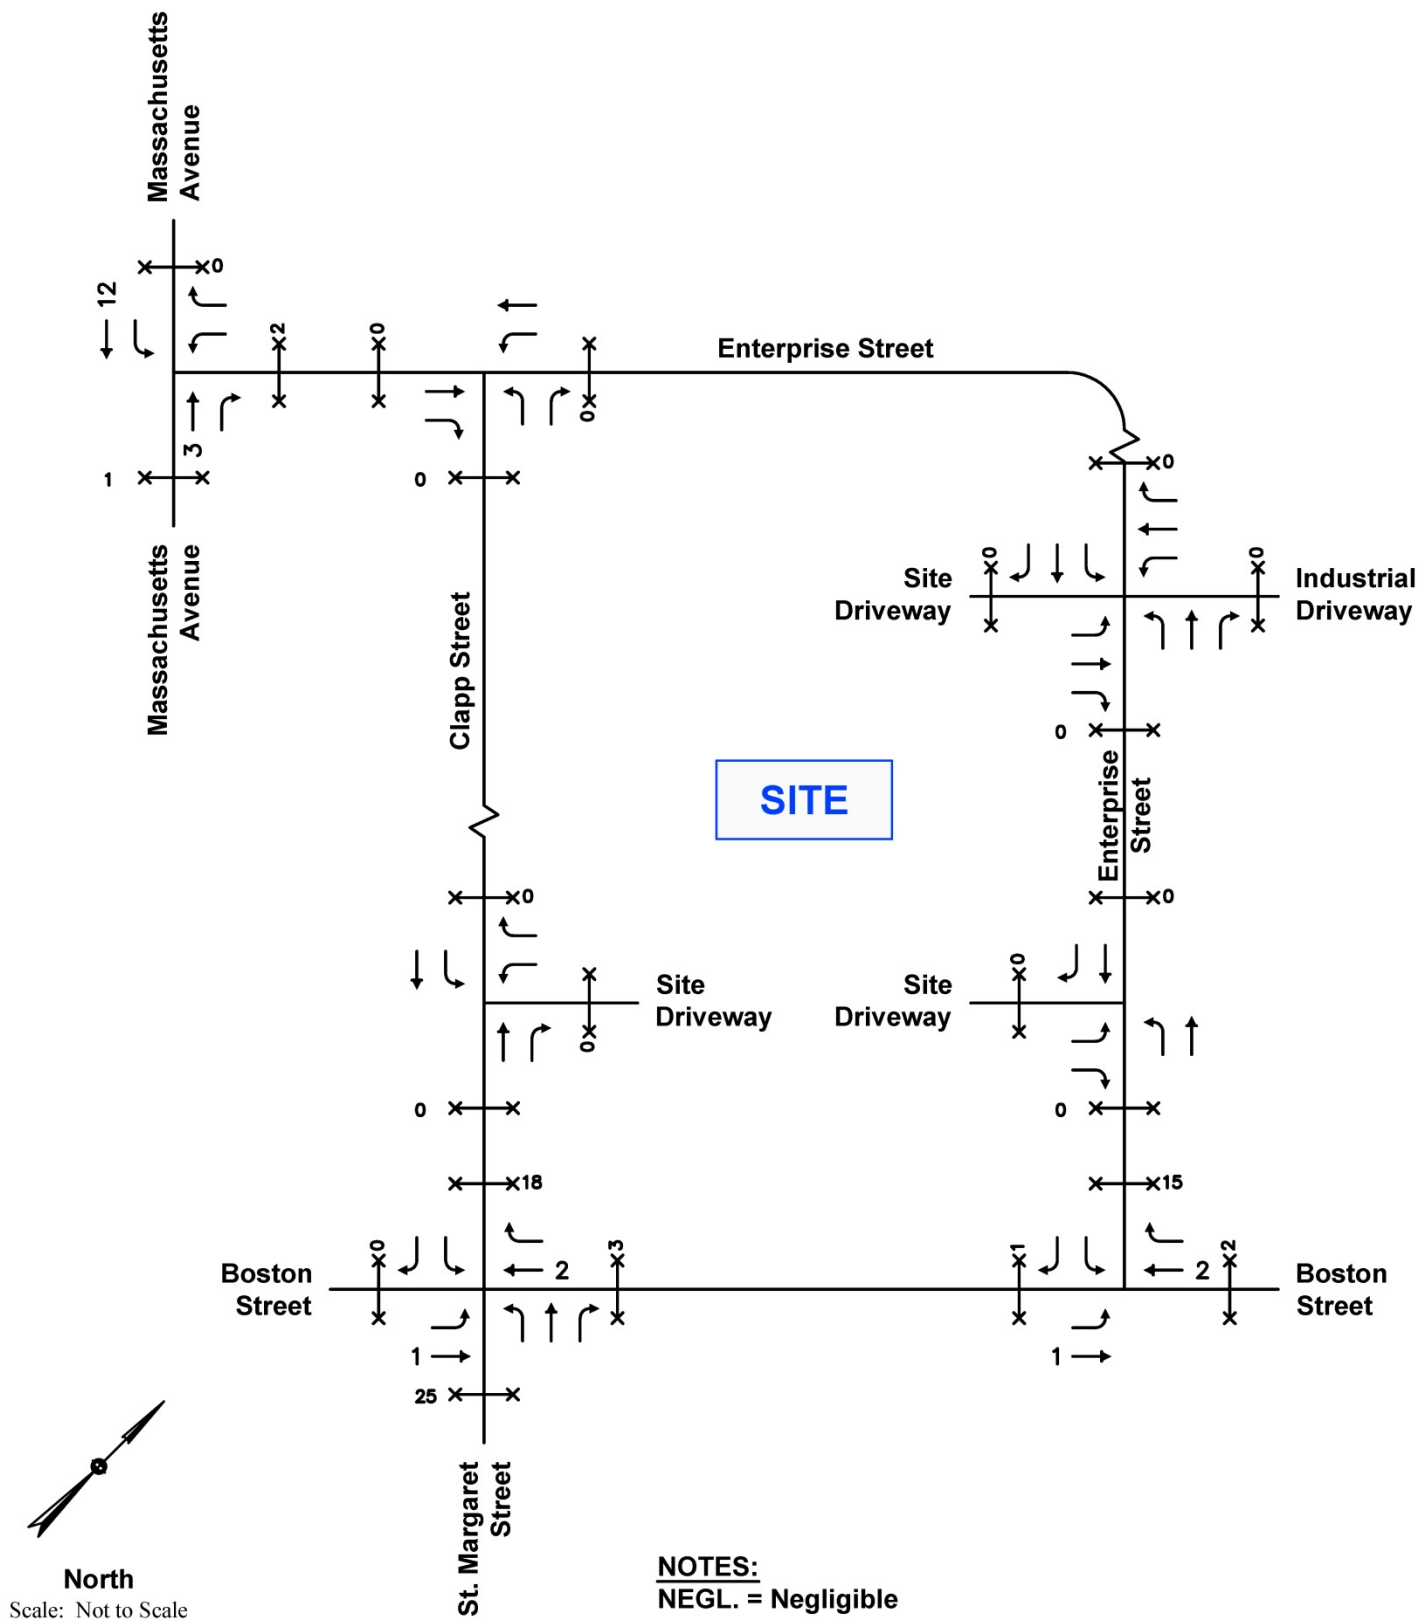 Massachusetts
Avenue
0
12
2
0
Enterprise Street
3
0
1
0
0
Massachusetts
Avenue
0
0
Site
Driveway
Industrial
Driveway
Clapp Street
0
SITE
Enterprise
Street
0
0
0
Site
Driveway
Site
Driveway
0
0
0
18
15
0
3
1
2
Boston
Street
2
2
Boston
Street
1
1
25
St. Margaret
Street
North
Scale: Not to Scale
NOTES:
NEGL. = Negligible